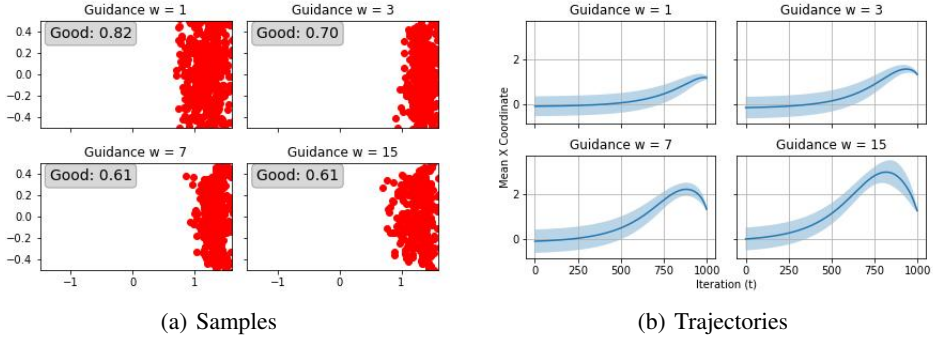 Guidance w = 1
Guidance w = 3
Good: 0.82
Good: 0.70
0.4
0.2
0.0
−0.2
−0.4
Guidance w = 7
Guidance w = 15
Good: 0.61
Good: 0.61
0.4
0.2
0.0
−0.2
−0.4
−1
0
1
−1
0
1
(a) Samples
Guidance w = 1
Guidance w = 3
2
0
Guidance w = 7
Guidance w = 15
2
0
Mean X Coordinate
0
250
500
750
1000
0
250
500
750
1000
Iteration (t)
(b) Trajectories